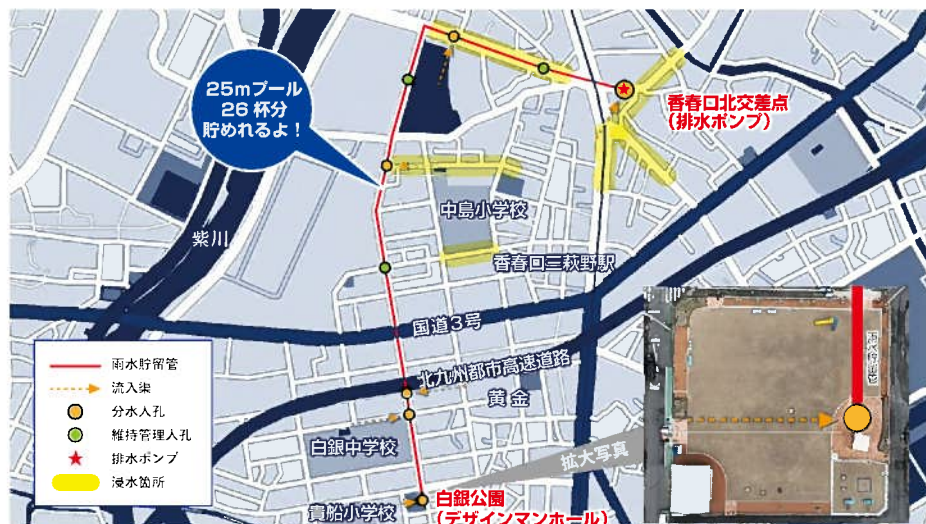 25mプール
26杯分
貯めれるよ！
香春口北交差点
（排水ポンプ）
中島小学校
紫川
香春口三萩野駅
国道3号
北九州都市高速道路
黄金
白銀中学校
貴船小学校
白銀公園
（デザインマンホール）
拡大写真
雨水貯留管
雨水貯留管
流入渠
分水人孔
維持管理人孔
排水ポンプ
浸水箇所